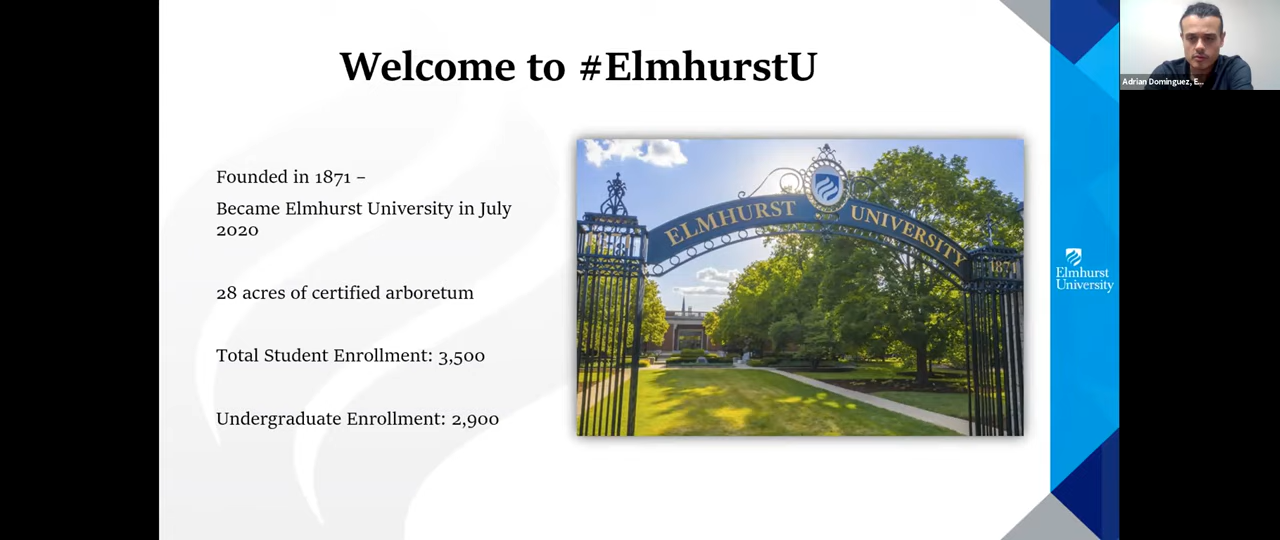 Welcome to #ElmhurstU
Adrian Dominguez, E...
Founded in 1871 –
Became Elmhurst University in July
2020
28 acres of certified arboretum
Total Student Enrollment: 3,500
Undergraduate Enrollment: 2,900
ELMHURST UNIVERSITY
1871
Elmhurst
University